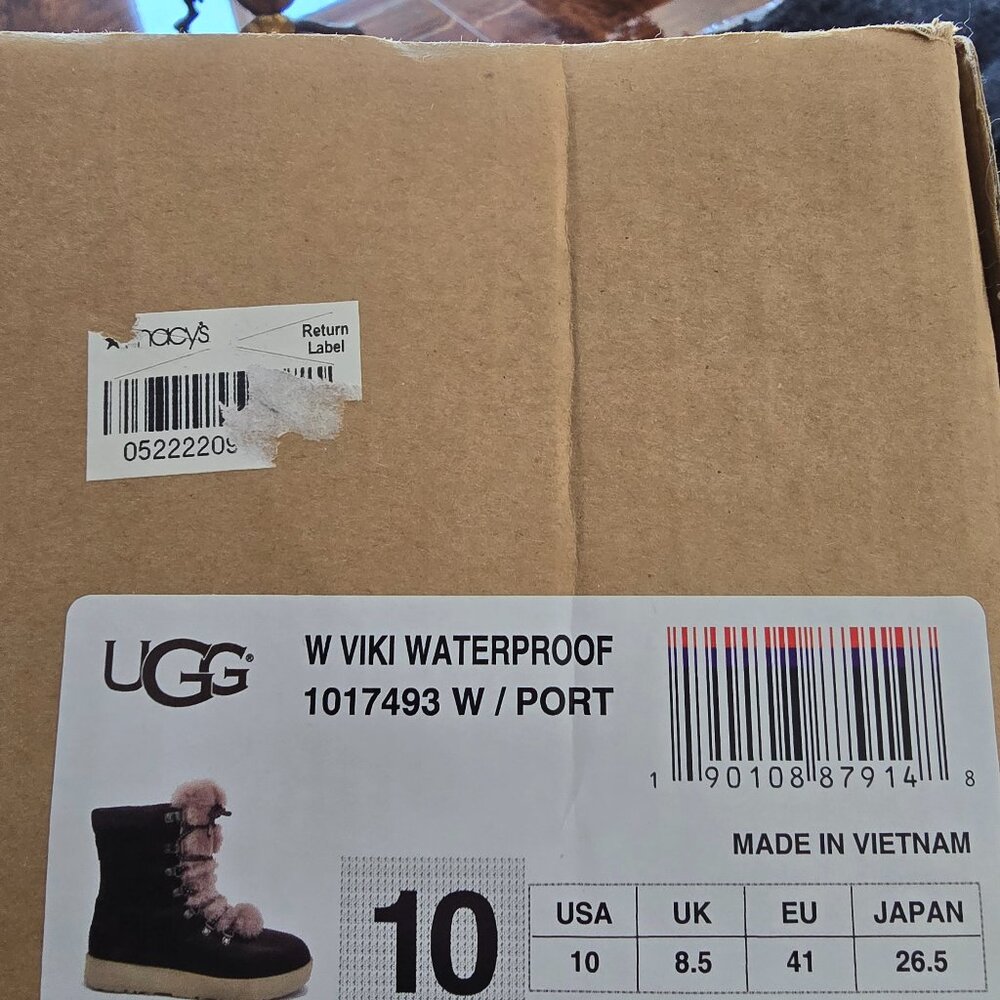 macy's
Return
Label
05222209
UGG®
W VIKI WATERPROOF
1017493 W / PORT
1 90108 87914 8
MADE IN VIETNAM
10
USA UK EU JAPAN
10 8.5 41 26.5